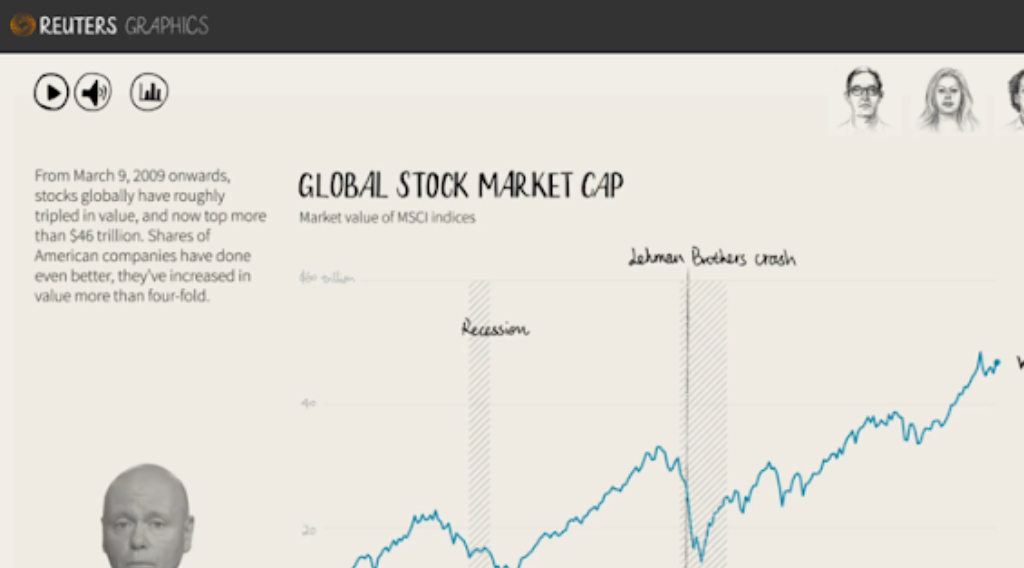 REUTERS GRAPHICS
From March 9, 2009 onwards,
stocks globally have roughly
tripled in value, and now top more
than $46 trillion. Shares of
American companies have done
even better, they've increased in
value more than four-fold.
GLOBAL STOCK MARKET CAP
Market value of MSCI indices
Lehman Brothers crash
$60 trillion
Recession
40
20